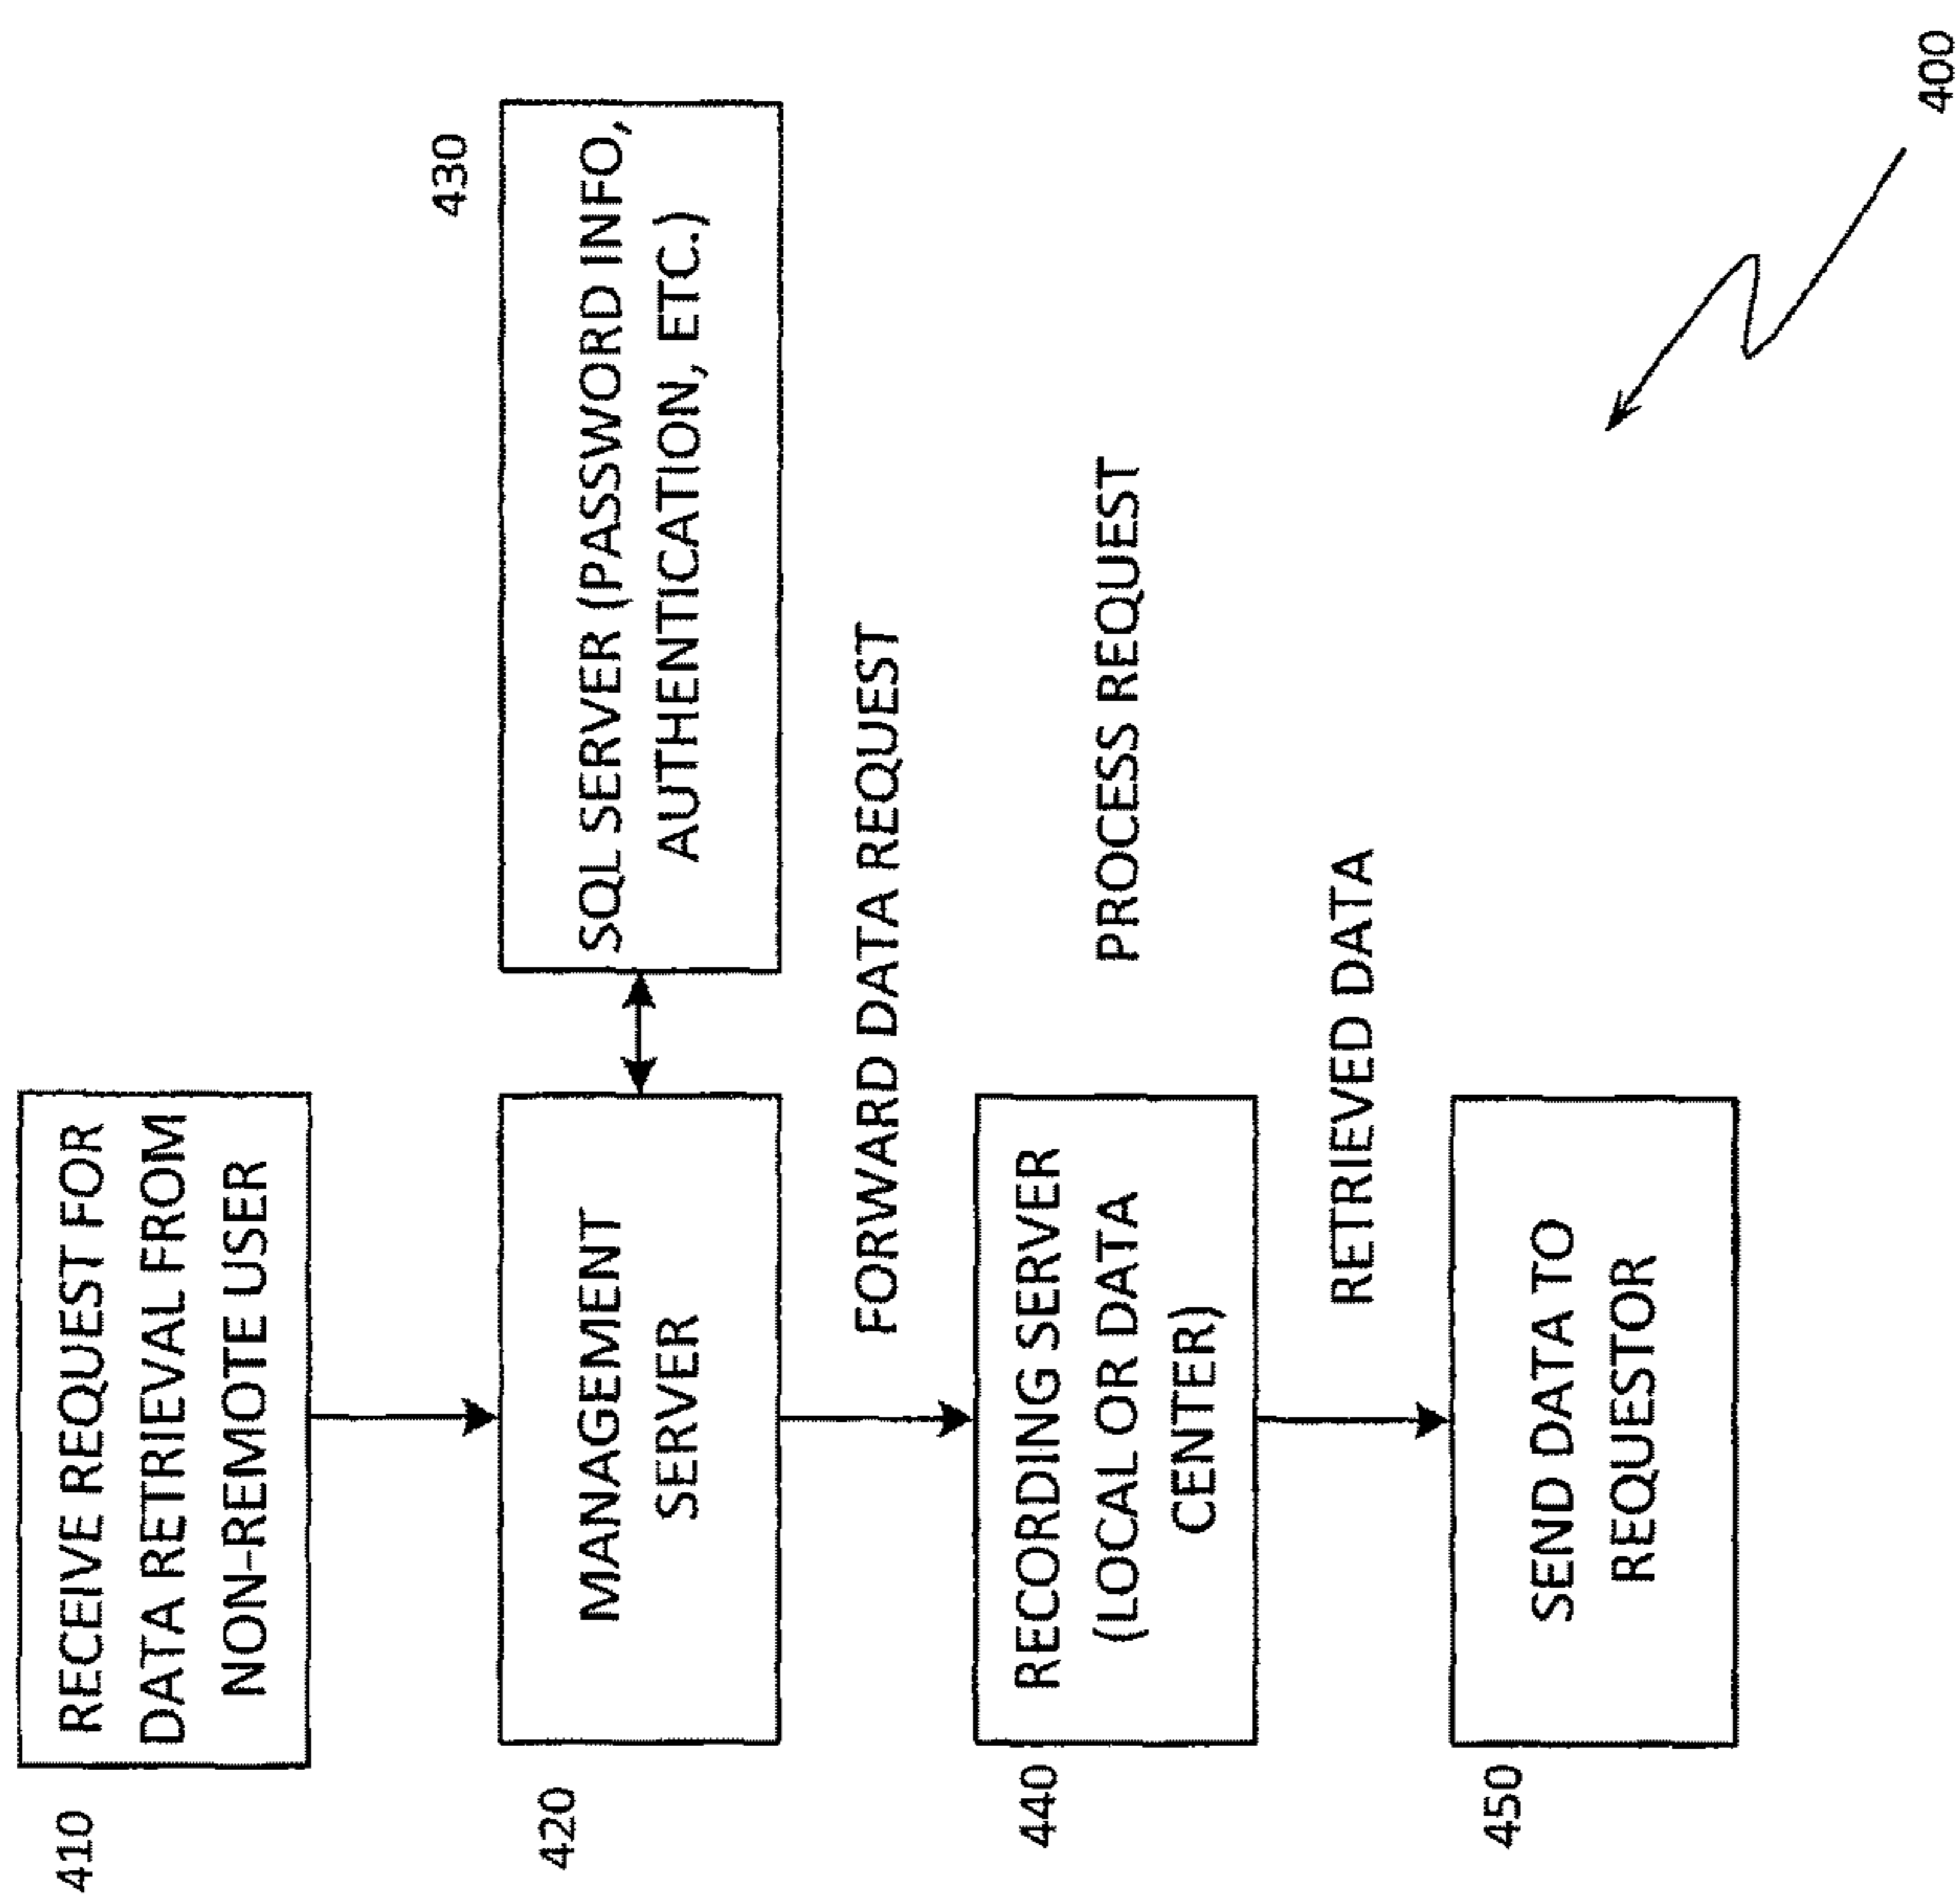 410
RECEIVE REQUEST FOR
DATA RETRIEVAL FROM
NON-REMOTE USER
420
MANAGEMENT
SERVER
430
SQL SERVER (PASSWORD INFO,
AUTHENTICATION, ETC.)
FORWARD DATA REQUEST
440
RECORDING SERVER
(LOCAL OR DATA
CENTER)
PROCESS REQUEST
RETRIEVED DATA
450
SEND DATA TO
REQUESTOR
400